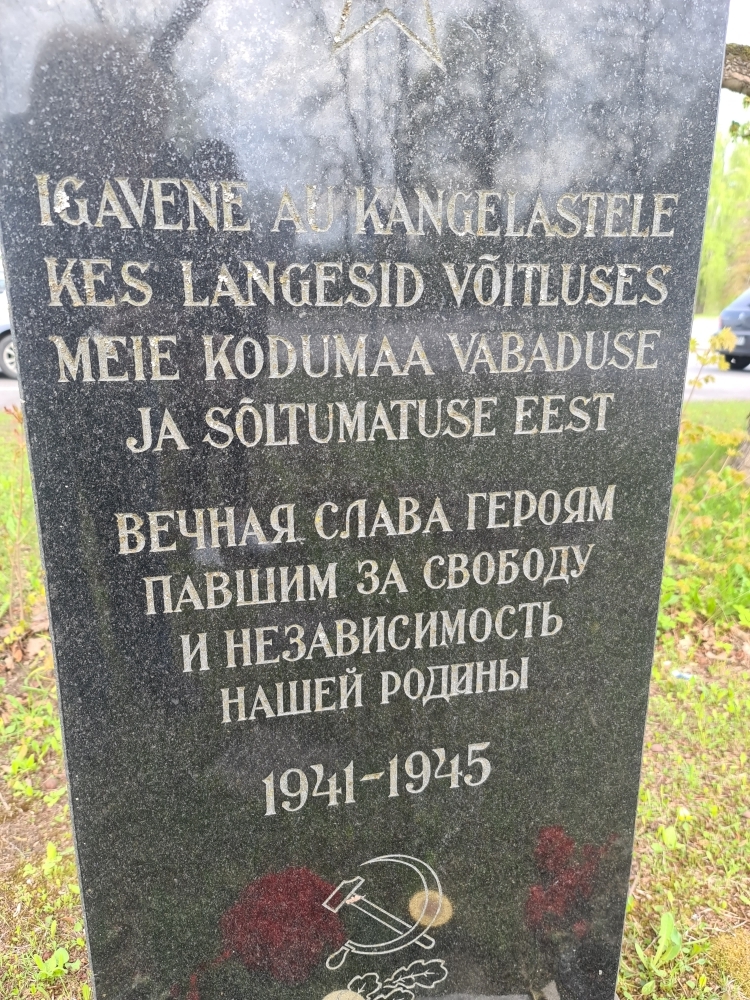 IGAVENE AU KANGELASTELE
KES LANGESID VÕITLUSES
MEIE KODUMAA VABADUSE
JA SÕLTUMATUSE EEST
ВЕЧНАЯ СЛАВА ГЕРОЯМ
ПАВШИМ ЗА СВОБОДУ
И НЕЗАВИСИМОСТЬ
НАШЕЙ РОДИНЫ
1941-1945